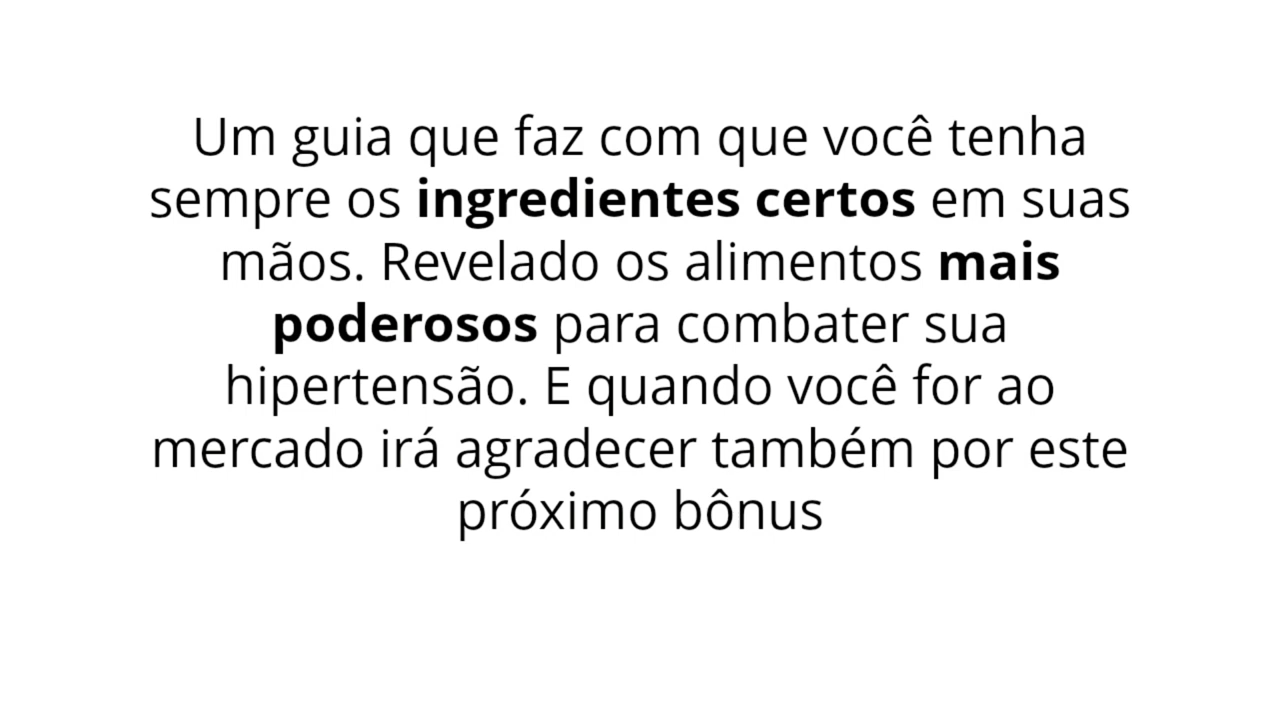 Um guia que faz com que você tenha
sempre os ingredientes certos em suas
mãos. Revelado os alimentos mais
poderosos para combater sua
hipertensão. E quando você for ao
mercado irá agradecer também por este
próximo bônus